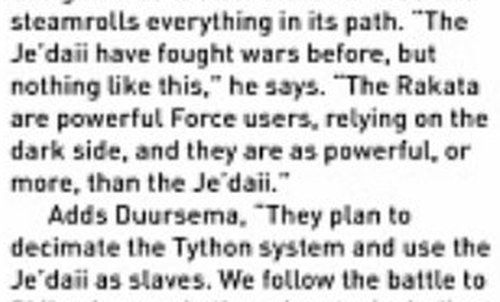 steamrolls everything in its path. "The
Je'daii have fought wars before, but
nothing like this," he says. "The Rakata
are powerful Force users, relying on the
dark side, and they are as powerful, or
more, than the Je'daii."
Adds Duursema, "They plan to
decimate the Tython system and use the
Je'daii as slaves. We follow the battle to